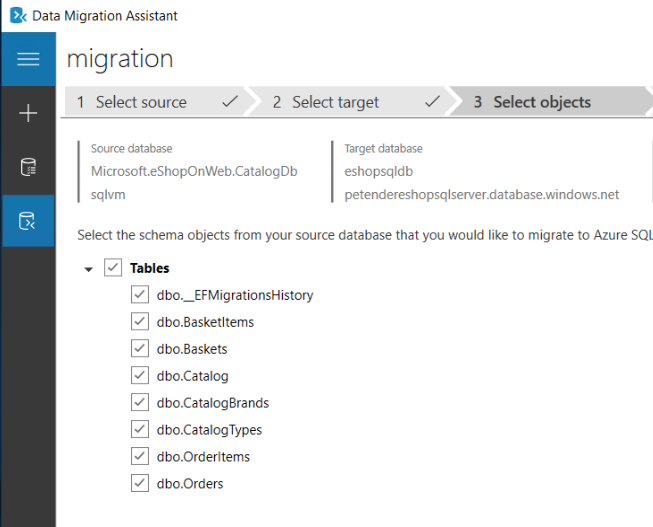 Data Migration Assistant
migration
1 Select source
2 Select target
3 Select objects
Source database
Microsoft.eShopOnWeb.CatalogDb
sqlvm
Target database
eshopsqldb
petendereshopsqlserver.database.windows.net
Select the schema objects from your source database that you would like to migrate to Azure SQL
Tables
dbo.__EFMigrationsHistory
dbo.BasketItems
dbo.Baskets
dbo.Catalog
dbo.CatalogBrands
dbo.CatalogTypes
dbo.OrderItems
dbo.Orders